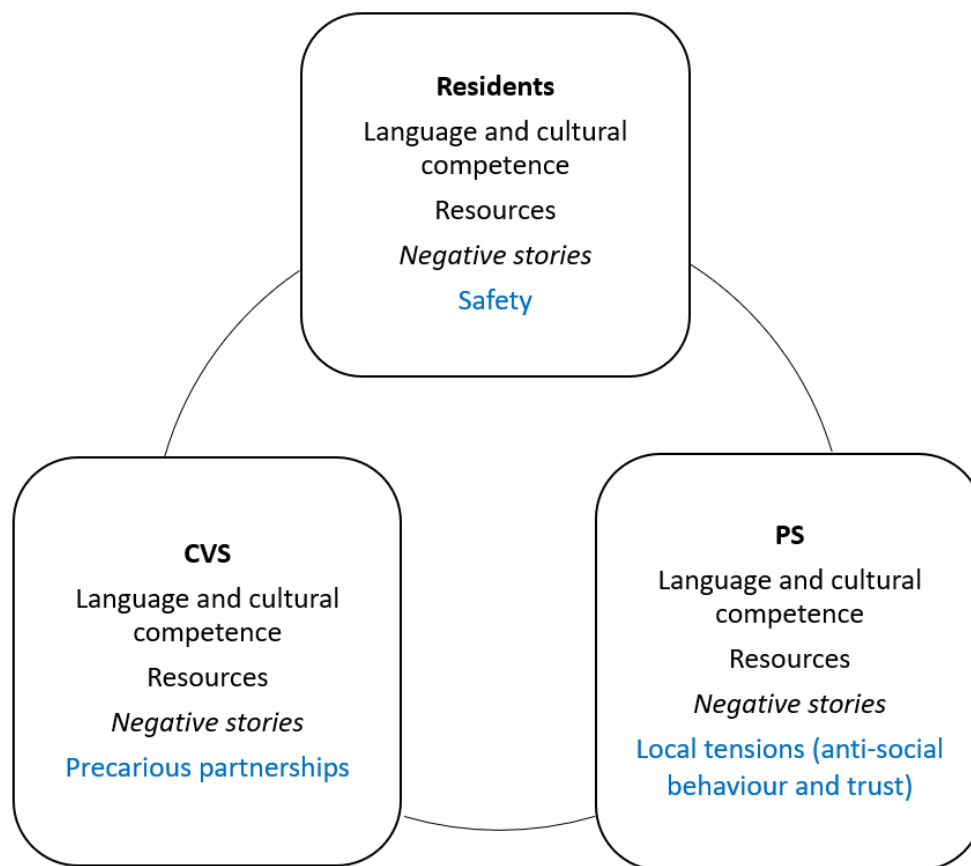 Residents
Language and cultural
competence
Resources
Negative stories
Safety
CVS
Language and cultural
competence
Resources
Negative stories
Precarious partnerships
PS
Language and cultural
competence
Resources
Negative stories
Local tensions (anti-social
behaviour and trust)